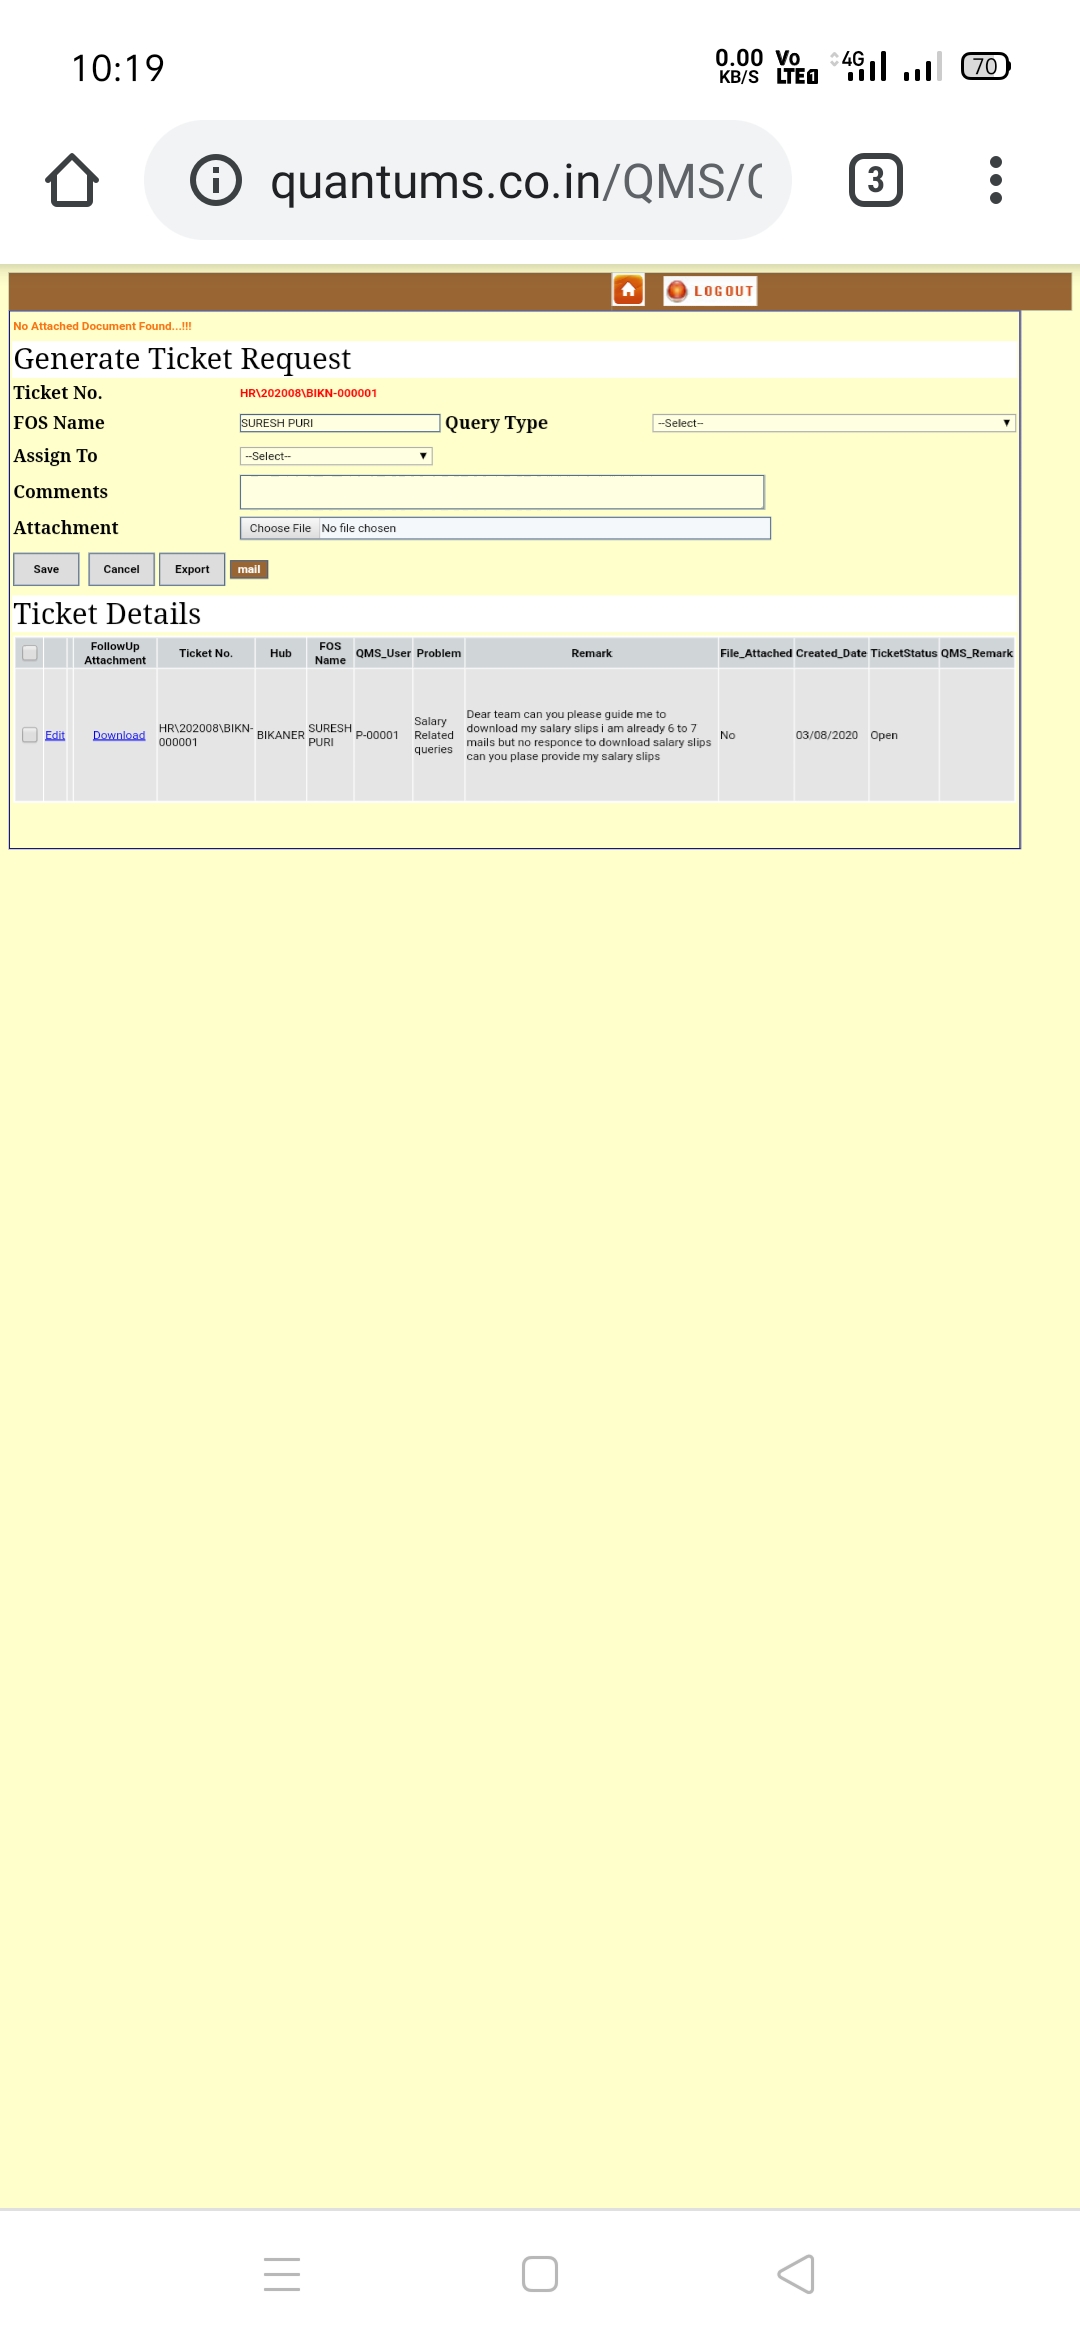 10:19
0.00 KB/S Vo LTE 1 4G 70
quantums.co.in/QMS/
3
LOGOUT
No Attached Document Found...!!!
Generate Ticket Request
Ticket No. HR\202008\BIKN-000001
FOS Name SURESH PURI Query Type --Select--
Assign To --Select--
Comments
Attachment Choose File No file chosen
Save Cancel Export mail
Ticket Details
FollowUp Attachment Ticket No. Hub FOS Name QMS_User Problem Remark File_Attached Created_Date TicketStatus QMS_Remark
Edit Download HR\202008\BIKN-000001 BIKANER SURESH PURI P-00001 Salary Related queries
Dear team can you please guide me to
download my salary slips i am already 6 to 7
mails but no responce to download salary slips
can you plase provide my salary slips
No 03/08/2020 Open